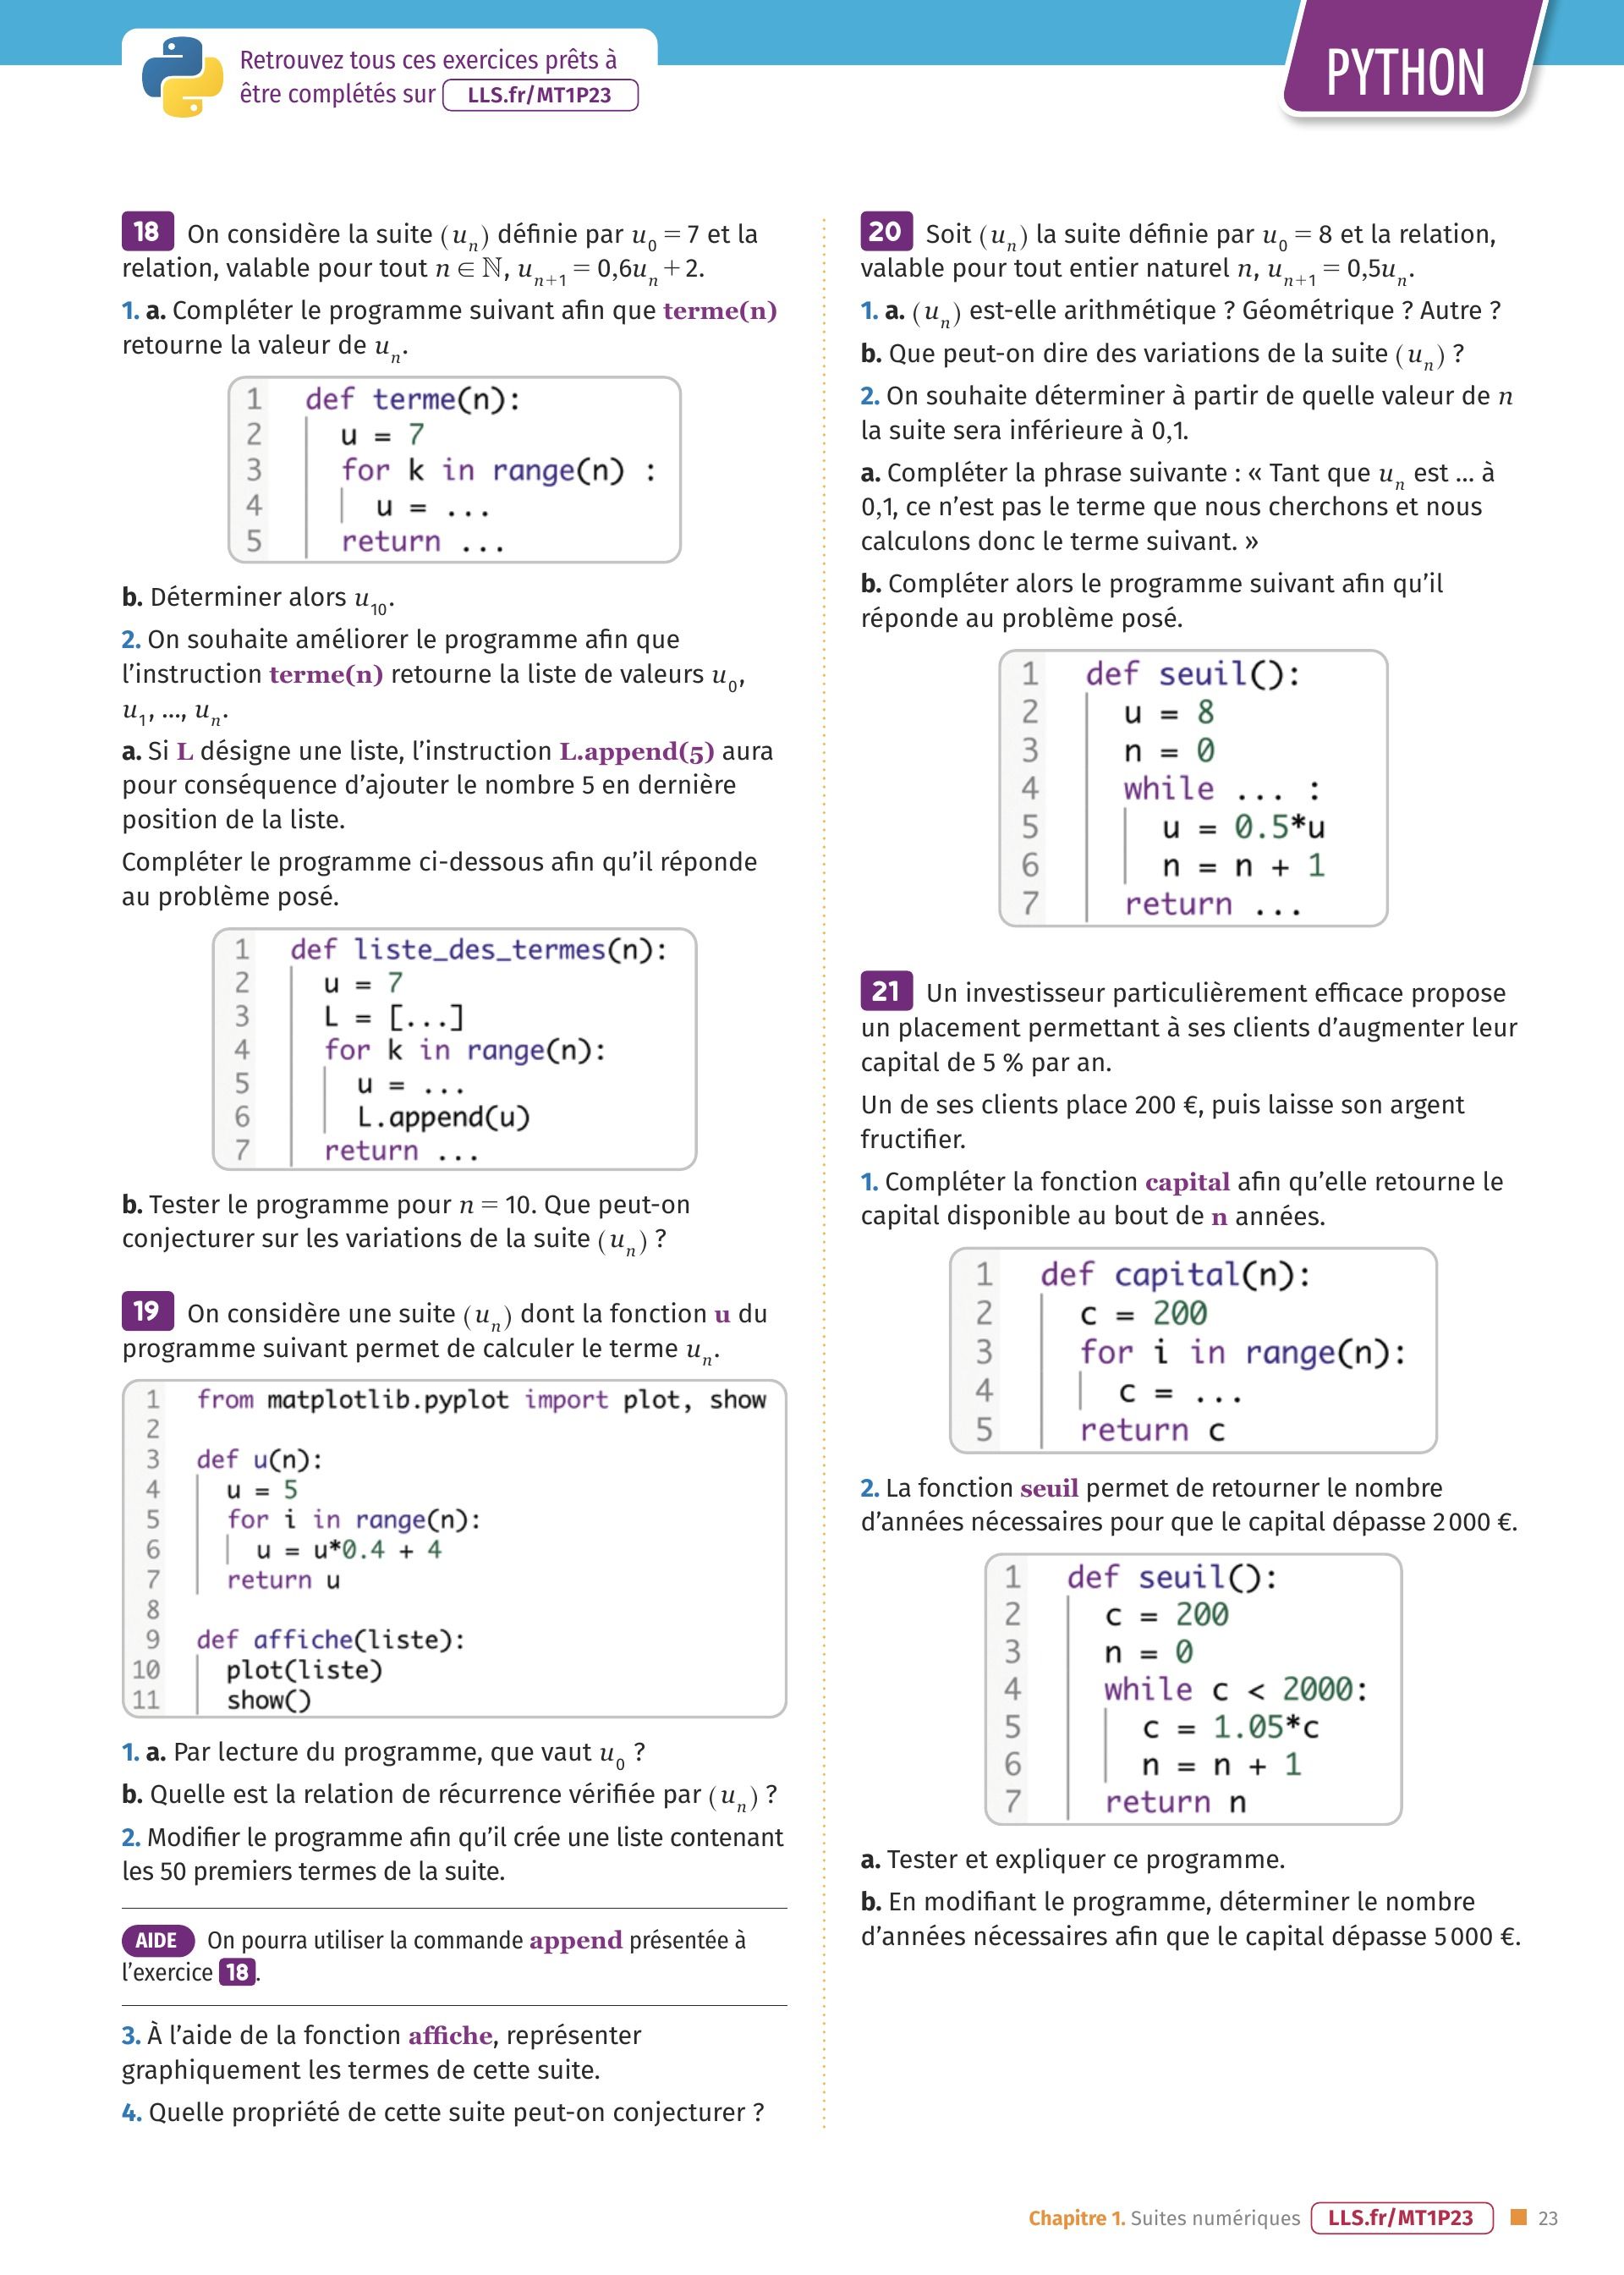 Retrouvez tous ces exercices prêts à
être complétés sur LLS.fr/MT1P23
PYTHON
18 On considère la suite (uₙ) définie par u₀ = 7 et la
relation, valable pour tout n ∈ ℕ, uₙ₊₁ = 0,6uₙ + 2.
1. a. Compléter le programme suivant afin que terme(n)
retourne la valeur de uₙ.
1 def terme(n):
2 u = 7
3 for k in range(n) :
4 u = ...
5 return ...
b. Déterminer alors u₁₀.
2. On souhaite améliorer le programme afin que
l’instruction terme(n) retourne la liste de valeurs u₀,
u₁, ..., uₙ.
a. Si L désigne une liste, l’instruction L.append(5) aura
pour conséquence d’ajouter le nombre 5 en dernière
position de la liste.
Compléter le programme ci-dessous afin qu’il réponde
au problème posé.
1 def liste_des_termes(n):
2 u = 7
3 L = [...]
4 for k in range(n):
5 u = ...
6 L.append(u)
7 return ...
b. Tester le programme pour n = 10. Que peut-on
conjecturer sur les variations de la suite (uₙ) ?
19 On considère une suite (uₙ) dont la fonction u du
programme suivant permet de calculer le terme uₙ.
1 from matplotlib.pyplot import plot, show
2
3 def u(n):
4 u = 5
5 for i in range(n):
6 u = u*0.4 + 4
7 return u
8
9 def affiche(liste):
10 plot(liste)
11 show()
1. a. Par lecture du programme, que vaut u₀ ?
b. Quelle est la relation de récurrence vérifiée par (uₙ) ?
2. Modifier le programme afin qu’il crée une liste contenant
les 50 premiers termes de la suite.
AIDE On pourra utiliser la commande append présentée à
l’exercice 18.
3. À l’aide de la fonction affiche, représenter
graphiquement les termes de cette suite.
4. Quelle propriété de cette suite peut-on conjecturer ?
20 Soit (uₙ) la suite définie par u₀ = 8 et la relation,
valable pour tout entier naturel n, uₙ₊₁ = 0,5uₙ.
1. a. (uₙ) est-elle arithmétique ? Géométrique ? Autre ?
b. Que peut-on dire des variations de la suite (uₙ) ?
2. On souhaite déterminer à partir de quelle valeur de n
la suite sera inférieure à 0,1.
a. Compléter la phrase suivante : « Tant que uₙ est ... à
0,1, ce n’est pas le terme que nous cherchons et nous
calculons donc le terme suivant. »
b. Compléter alors le programme suivant afin qu’il
réponde au problème posé.
1 def seuil():
2 u = 8
3 n = 0
4 while ... :
5 u = 0.5*u
6 n = n + 1
7 return ...
21 Un investisseur particulièrement efficace propose
un placement permettant à ses clients d’augmenter leur
capital de 5 % par an.
Un de ses clients place 200 €, puis laisse son argent
fructifier.
1. Compléter la fonction capital afin qu’elle retourne le
capital disponible au bout de n années.
1 def capital(n):
2 c = 200
3 for i in range(n):
4 c = ...
5 return c
2. La fonction seuil permet de retourner le nombre
d’années nécessaires pour que le capital dépasse 2 000 €.
1 def seuil():
2 c = 200
3 n = 0
4 while c < 2000:
5 c = 1.05*c
6 n = n + 1
7 return n
a. Tester et expliquer ce programme.
b. En modifiant le programme, déterminer le nombre
d’années nécessaires afin que le capital dépasse 5 000 €.
Chapitre 1. Suites numériques LLS.fr/MT1P23 23